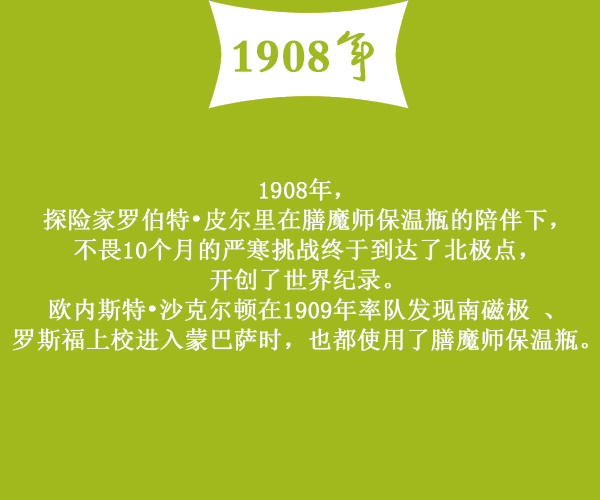 1908年
1908年，
探险家罗伯特•皮尔里在膳魔师保温瓶的陪伴下，
不畏10个月的严寒挑战终于到达了北极点，
开创了世界纪录。
欧内斯特•沙克尔顿在1909年率队发现南磁极 、
罗斯福上校进入蒙巴萨时，也都使用了膳魔师保温瓶。